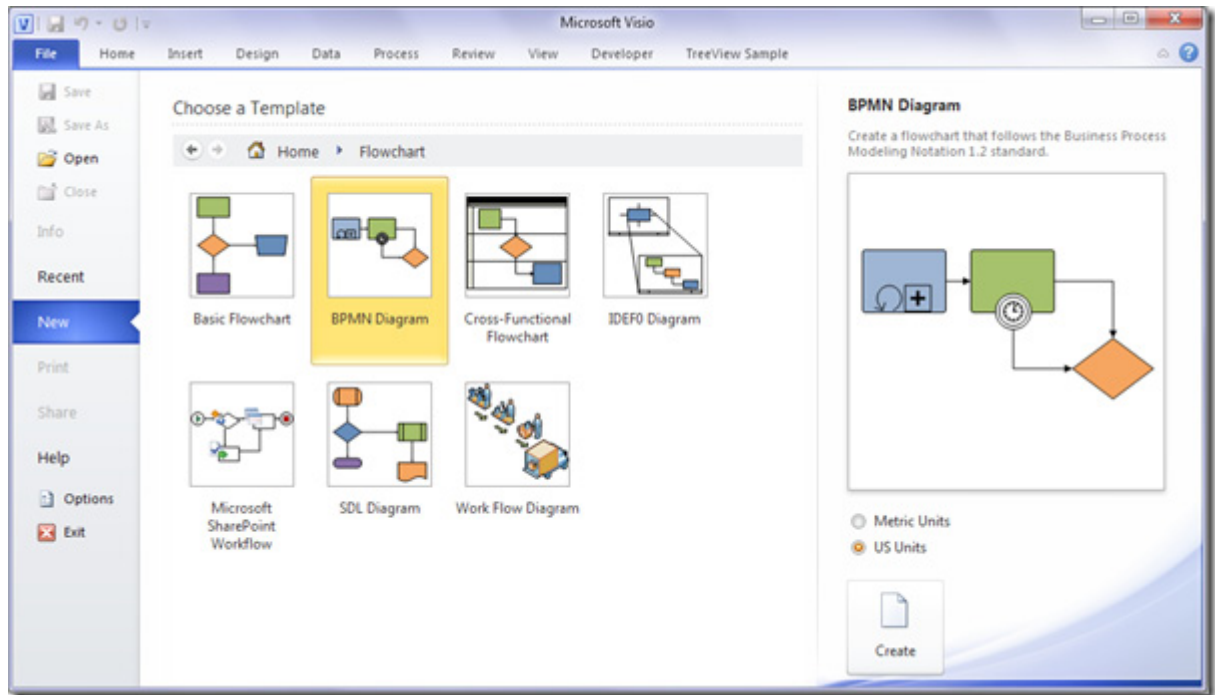 Microsoft Visio
File Home Insert Design Data Process Review View Developer TreeView Sample
Save
Save As
Open
Close
Info
Recent
New
Print
Share
Help
Options
Exit
Choose a Template
Home Flowchart
Basic Flowchart
BPMN Diagram
Cross-Functional
Flowchart
IDEF0 Diagram
Microsoft
SharePoint
Workflow
SDL Diagram
Work Flow Diagram
BPMN Diagram
Create a flowchart that follows the Business Process
Modeling Notation 1.2 standard.
Metric Units
US Units
Create